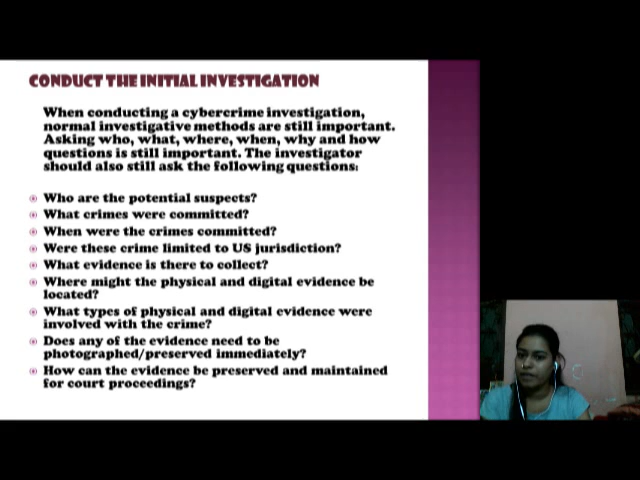 CONDUCT THE INITIAL INVESTIGATION
When conducting a cybercrime investigation,
normal investigative methods are still important.
Asking who, what, where, when, why and how
questions is still important. The investigator
should also still ask the following questions:
Who are the potential suspects?
What crimes were committed?
When were the crimes committed?
Were these crime limited to US jurisdiction?
What evidence is there to collect?
Where might the physical and digital evidence be
located?
What types of physical and digital evidence were
involved with the crime?
Does any of the evidence need to be
photographed/preserved immediately?
How can the evidence be preserved and maintained
for court proceedings?